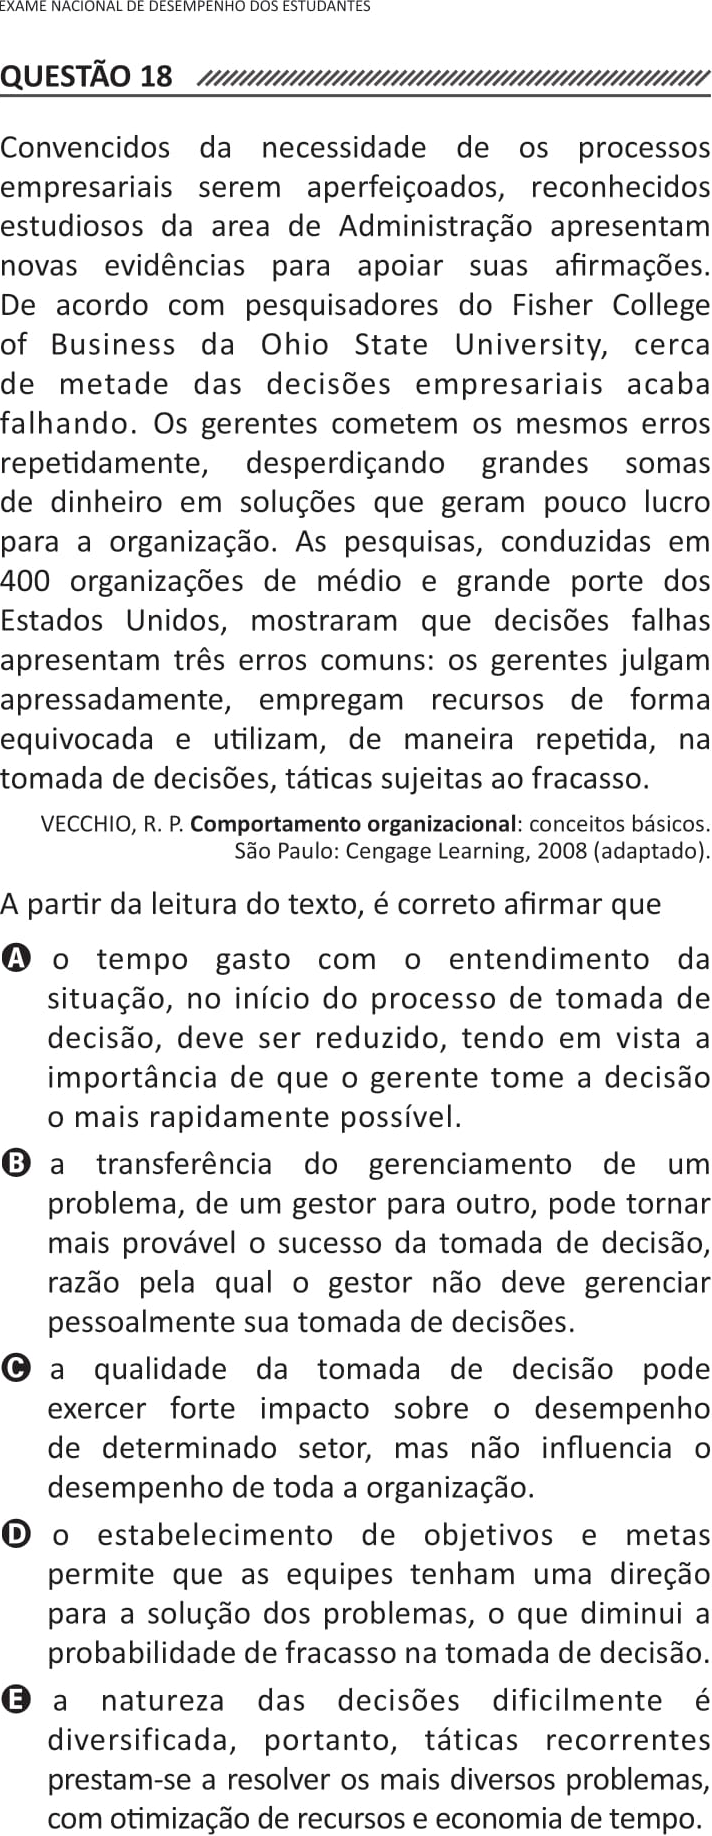 EXAME NACIONAL DE DESEMPENHO DOS ESTUDANTES
QUESTÃO 18
Convencidos da necessidade de os processos
empresariais serem aperfeiçoados, reconhecidos
estudiosos da area de Administração apresentam
novas evidências para apoiar suas afirmações.
De acordo com pesquisadores do Fisher College
of Business da Ohio State University, cerca
de metade das decisões empresariais acaba
falhando. Os gerentes cometem os mesmos erros
repetidamente, desperdiçando grandes somas
de dinheiro em soluções que geram pouco lucro
para a organização. As pesquisas, conduzidas em
400 organizações de médio e grande porte dos
Estados Unidos, mostraram que decisões falhas
apresentam três erros comuns: os gerentes julgam
apressadamente, empregam recursos de forma
equivocada e utilizam, de maneira repetida, na
tomada de decisões, táticas sujeitas ao fracasso.
VECCHIO, R. P. Comportamento organizacional: conceitos básicos.
São Paulo: Cengage Learning, 2008 (adaptado).
A partir da leitura do texto, é correto afirmar que
A o tempo gasto com o entendimento da
situação, no início do processo de tomada de
decisão, deve ser reduzido, tendo em vista a
importância de que o gerente tome a decisão
o mais rapidamente possível.
B a transferência do gerenciamento de um
problema, de um gestor para outro, pode tornar
mais provável o sucesso da tomada de decisão,
razão pela qual o gestor não deve gerenciar
pessoalmente sua tomada de decisões.
C a qualidade da tomada de decisão pode
exercer forte impacto sobre o desempenho
de determinado setor, mas não influencia o
desempenho de toda a organização.
D o estabelecimento de objetivos e metas
permite que as equipes tenham uma direção
para a solução dos problemas, o que diminui a
probabilidade de fracasso na tomada de decisão.
E a natureza das decisões dificilmente é
diversificada, portanto, táticas recorrentes
prestam-se a resolver os mais diversos problemas,
com otimização de recursos e economia de tempo.